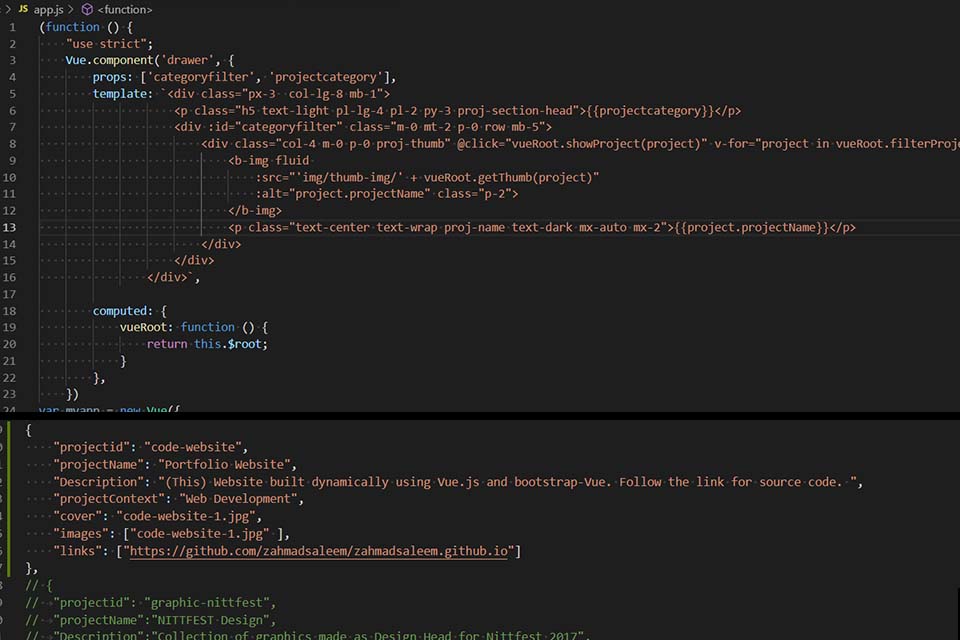 JS app.js > <function>
1 (function () {
2 "use strict";
3 Vue.component('drawer', {
4 props: ['categoryfilter', 'projectcategory'],
5 template: `<div class="px-3 col-lg-8 mb-1">
6 <p class="h5 text-light pl-lg-4 pl-2 py-3 proj-section-head">{{projectcategory}}</p>
7 <div :id="categoryfilter" class="m-0 mt-2 p-0 row mb-5">
8 <div class="col-4 m-0 p-0 proj-thumb" @click="vueRoot.showProject(project)" v-for="project in vueRoot.filterProj
9 <b-img fluid
10 :src="'img/thumb-img/' + vueRoot.getThumb(project)"
11 :alt="project.projectName" class="p-2">
12 </b-img>
13 <p class="text-center text-wrap proj-name text-dark mx-auto mx-2">{{project.projectName}}</p>
14 </div>
15 </div>
16 </div>`,
17
18 computed: {
19 vueRoot: function () {
20 return this.$root;
21 }
22 },
23 })
24 var myapp = new Vue({
{
"projectid": "code-website",
"projectName": "Portfolio Website",
"Description": "(This) Website built dynamically using Vue.js and bootstrap-Vue. Follow the link for source code. ",
"projectContext": "Web Development",
"cover": "code-website-1.jpg",
"images": ["code-website-1.jpg" ],
"links": ["https://github.com/zahmadsaleem/zahmadsaleem.github.io"]
},
// {
// "projectid": "graphic-nittfest",
// "projectName":"NITTFEST Design",
// "Description":"Collection of graphics made as Design Head for Nittfest 2017",